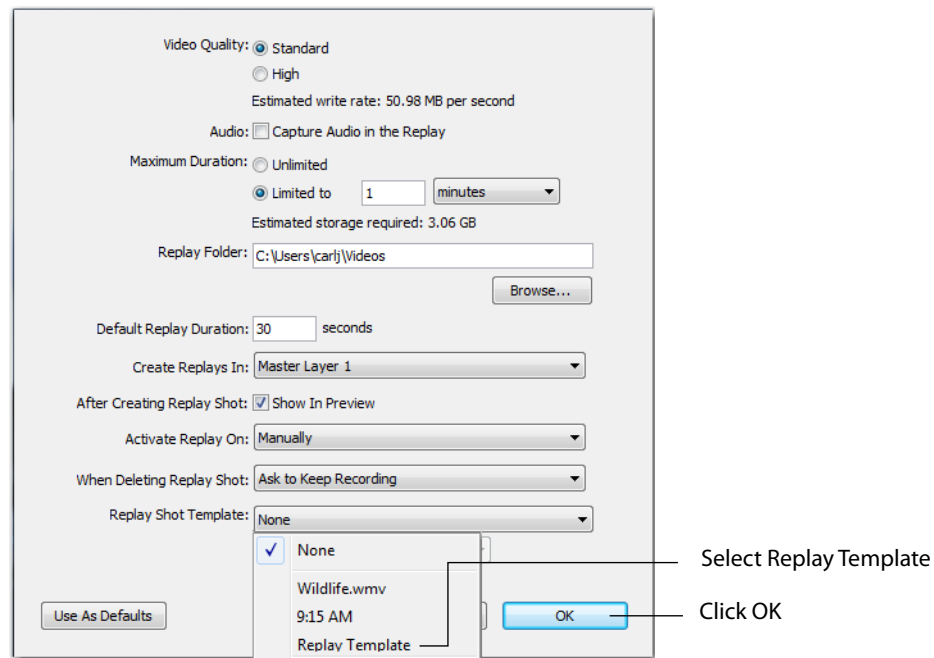 Video Quality: Standard
High
Estimated write rate: 50.98 MB per second
Audio: Capture Audio in the Replay
Maximum Duration: Unlimited
Limited to 1 minutes
Estimated storage required: 3.06 GB
Replay Folder: C:\Users\carlj\Videos
Browse...
Default Replay Duration: 30 seconds
Create Replays In: Master Layer 1
After Creating Replay Shot: Show In Preview
Activate Replay On: Manually
When Deleting Replay Shot: Ask to Keep Recording
Replay Shot Template: None
None
Wildlife.wmv
9:15 AM
Replay Template
Select Replay Template
Use As Defaults
OK
Click OK